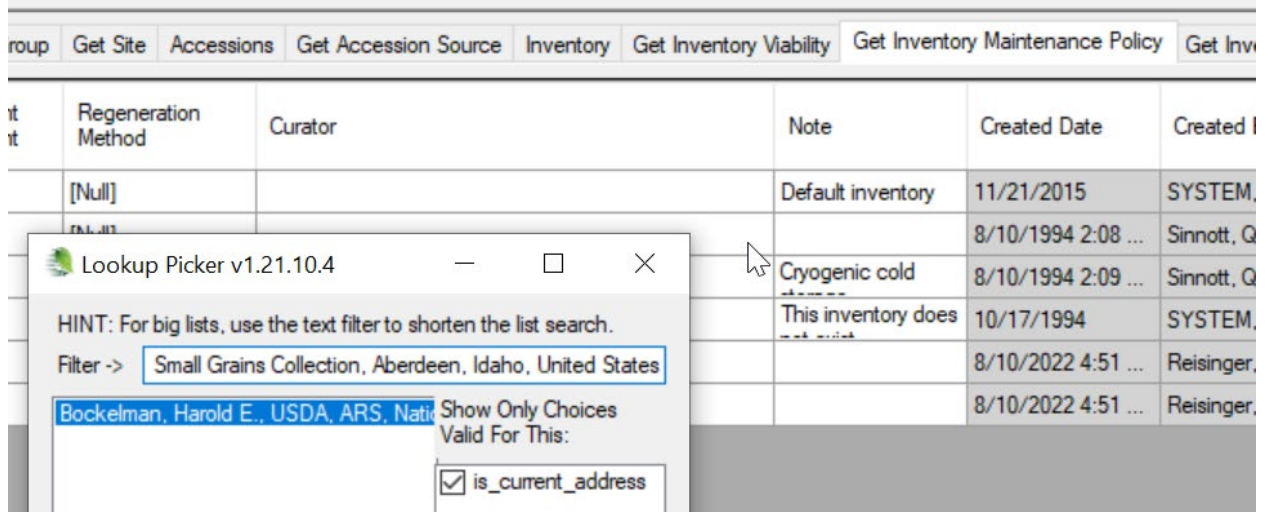 Get Site Accessions Get Accession Source Inventory Get Inventory Viability Get Inventory Maintenance Policy Get
Regeneration
Method
Curator
Note
Created Date
Created
[Null]
Default inventory
11/21/2015
SYSTEM,
8/10/1994 2:08 ...
Sinnott,
Cryogenic cold
8/10/1994 2:09 ...
Sinnott,
This inventory does
10/17/1994
SYSTEM,
8/10/2022 4:51 ...
Reisinger,
8/10/2022 4:51 ...
Reisinger,
Lookup Picker v1.21.10.4
HINT: For big lists, use the text filter to shorten the list search.
Filter -> Small Grains Collection, Aberdeen, Idaho, United States
Bockelman, Harold E., USDA, ARS,
Show Only Choices
Valid For This:
is_current_address